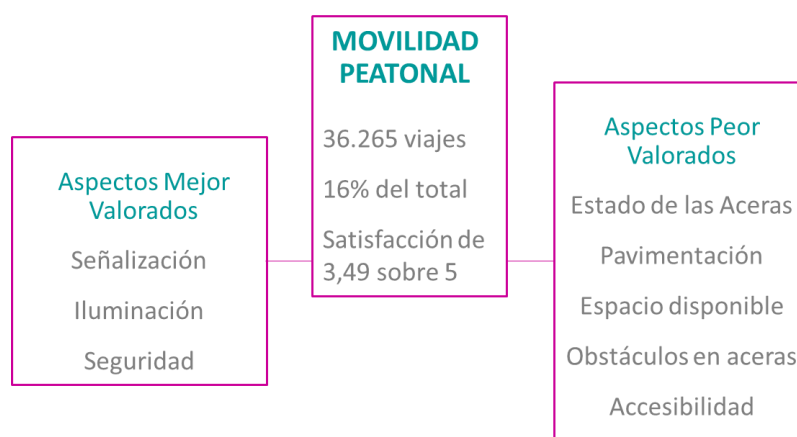 MOVILIDAD
PEATONAL
36.265 viajes
16% del total
Satisfacción de
3,49 sobre 5
Aspectos Mejor
Valorados
Señalización
Iluminación
Seguridad
Aspectos Peor
Valorados
Estado de las Aceras
Pavimentación
Espacio disponible
Obstáculos en aceras
Accesibilidad